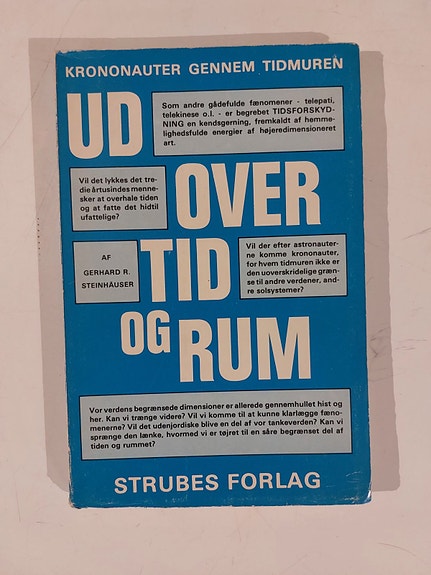 KRONONAUTER GENNEM TIDMUREN
UD
Som andre gådefulde fænomener - telepati,
telekinese o.l. - er begrebet TIDSFORSKYD-
NING en kendsgerning, fremkaldt af hemme-
lighedsfulde energier af højeredimensioneret
art.
Vil det lykkes det tre-
die årtusindes menne-
sker at overhale tiden
og at fatte det hidtil
ufattelige?
OVER
AF
GERHARD R.
STEINHÄUSER
TID
Vil der efter astronauter-
ne komme krononauter,
for hvem tidmuren ikke er
den uoverskridelige græn-
se til andre verdener, and-
re solsystemer?
OG RUM
Vor verdens begrænsede dimensioner er allerede gennemhullet hist og
her. Kan vi trænge videre? Vil vi komme til at kunne klarlægge fæno-
menerne? Vil det udenjordiske blive en del af vor tankeverden? Kan vi
sprænge den lænke, hvormed vi er tøjret til en såre begrænset del af
tiden og rummet?
STRUBES FORLAG